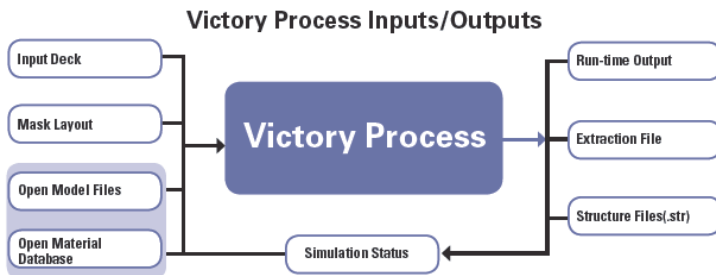 Victory Process Inputs/Outputs
Input Deck
Mask Layout
Open Model Files
Open Material
Database
Victory Process
Run-time Output
Extraction File
Structure Files(.str)
Simulation Status